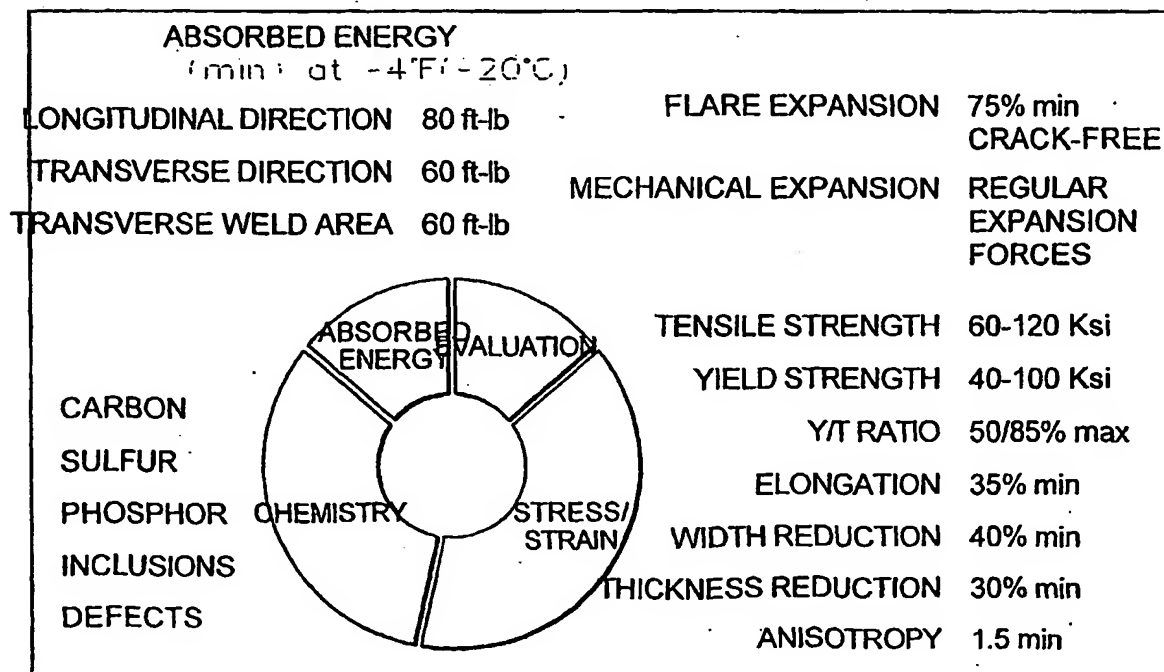 ABSORBED ENERGY
(min) at -4°F/-20°C)
LONGITUDINAL DIRECTION 80 ft-lb
TRANSVERSE DIRECTION 60 ft-lb
TRANSVERSE WELD AREA 60 ft-lb
FLARE EXPANSION 75% min
CRACK-FREE
MECHANICAL EXPANSION REGULAR
EXPANSION
FORCES
ABSORBED
ENERGY
EVALUATION
CHEMISTRY
STRESS/
STRAIN
CARBON
SULFUR
PHOSPHOR
INCLUSIONS
DEFECTS
TENSILE STRENGTH 60-120 Ksi
YIELD STRENGTH 40-100 Ksi
Y/T RATIO 50/85% max
ELONGATION 35% min
WIDTH REDUCTION 40% min
THICKNESS REDUCTION 30% min
ANISOTROPY 1.5 min